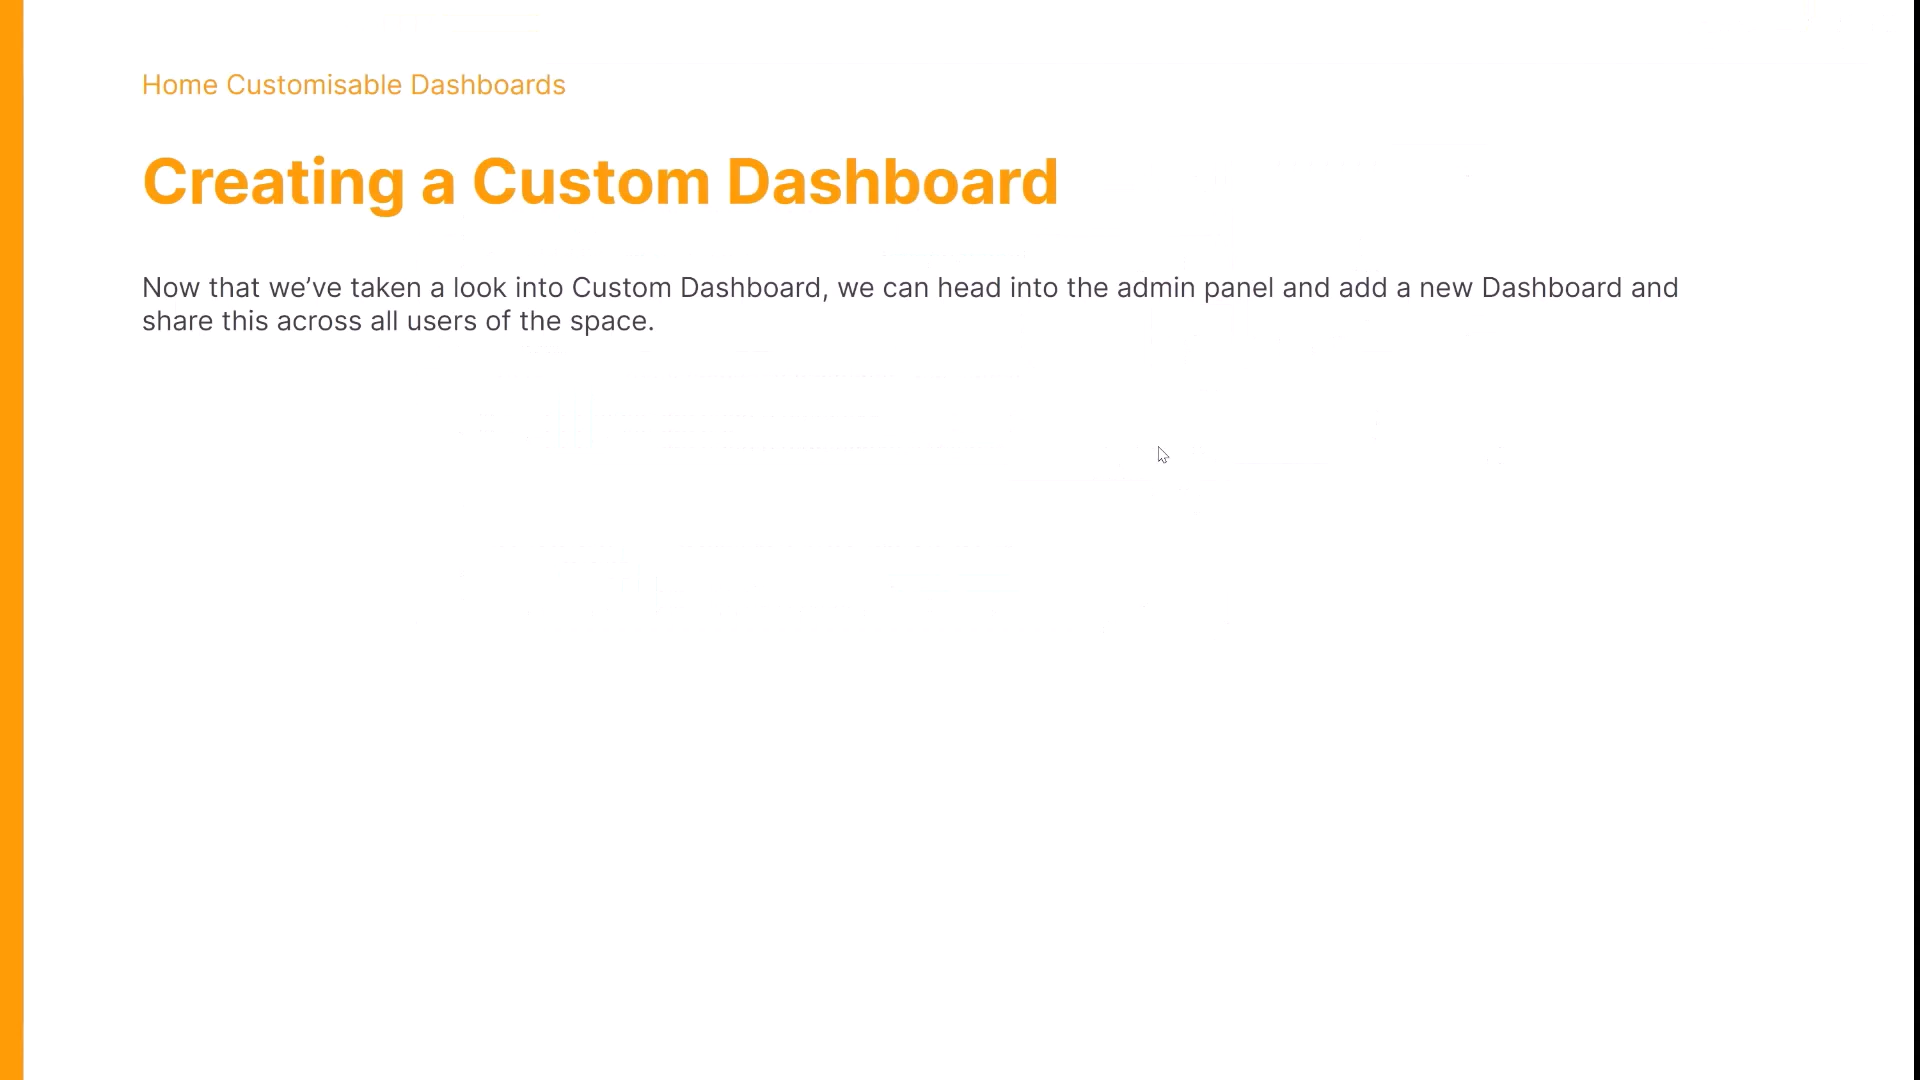 Home Customisable Dashboards
Creating a Custom Dashboard
Now that we’ve taken a look into Custom Dashboard, we can head into the admin panel and add a new Dashboard and
share this across all users of the space.